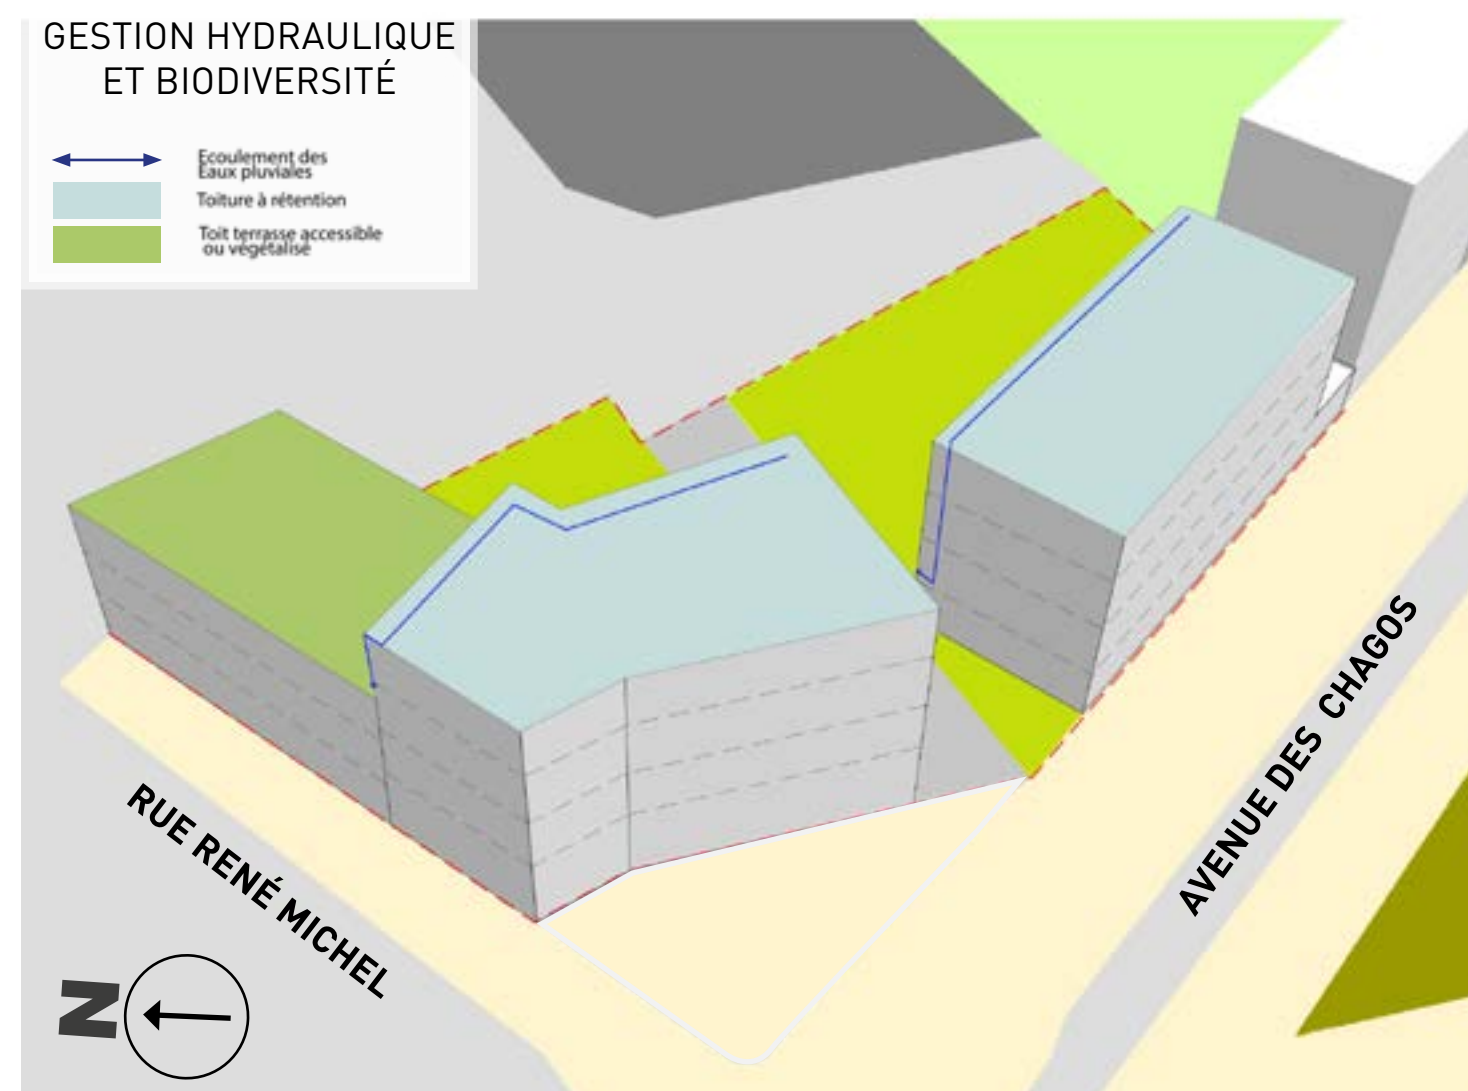 GESTION HYDRAULIQUE
ET BIODIVERSITÉ
Ecoulement des
Eaux pluviales
Toiture à rétention
Toit terrasse accessible
ou végétalisé
RUE RENÉ MICHEL
AVENUE DES CHAGOS
N